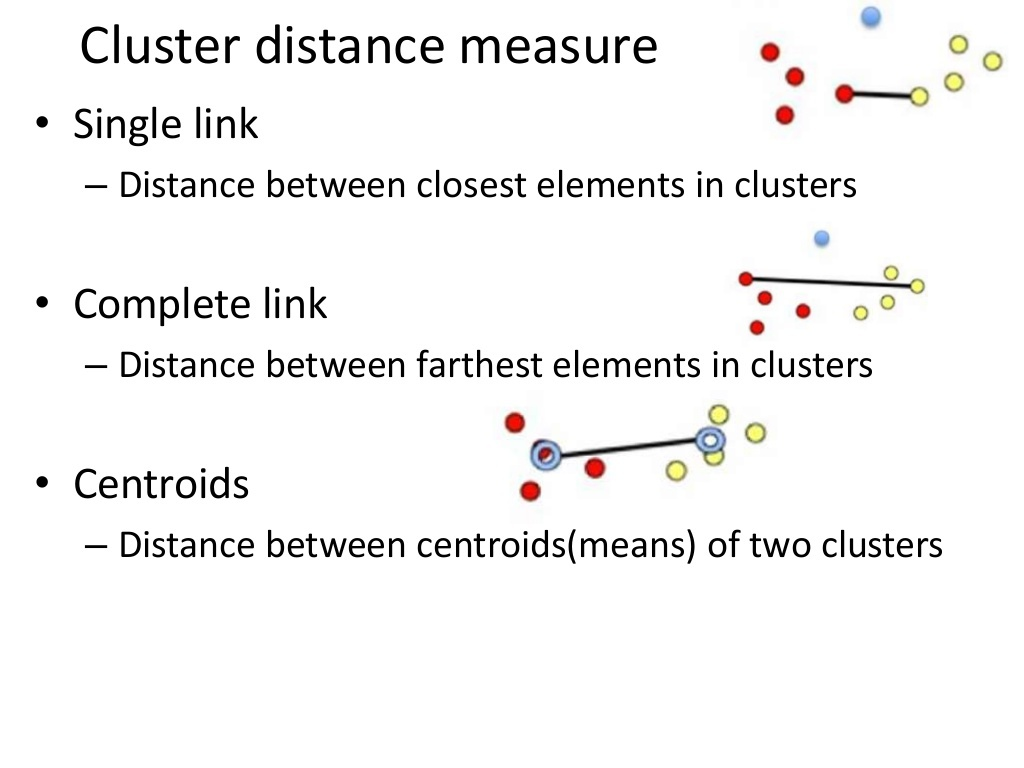 Cluster distance measure
• Single link
– Distance between closest elements in clusters
• Complete link
– Distance between farthest elements in clusters
• Centroids
– Distance between centroids(means) of two clusters